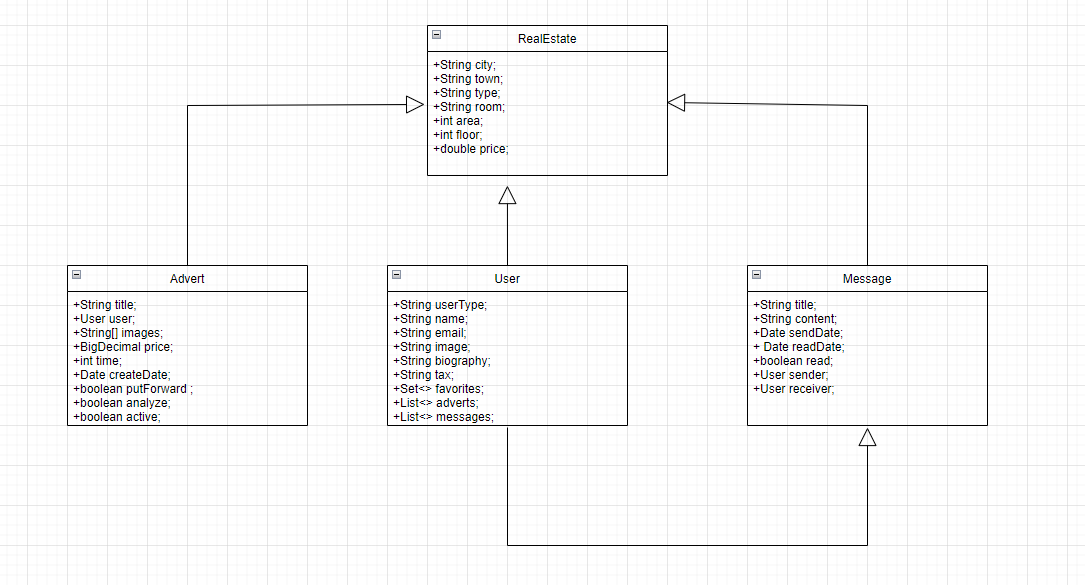 RealEstate
+String city;
+String town;
+String type;
+String room;
+int area;
+int floor;
+double price;
Advert
+String title;
+User user;
+String[] images;
+BigDecimal price;
+int time;
+Date createDate;
+boolean putForward ;
+boolean analyze;
+boolean active;
User
+String userType;
+String name;
+String email;
+String image;
+String biography;
+String tax;
+Set<> favorites;
+List<> adverts;
+List<> messages;
Message
+String title;
+String content;
+Date sendDate;
+ Date readDate;
+boolean read;
+User sender;
+User receiver;